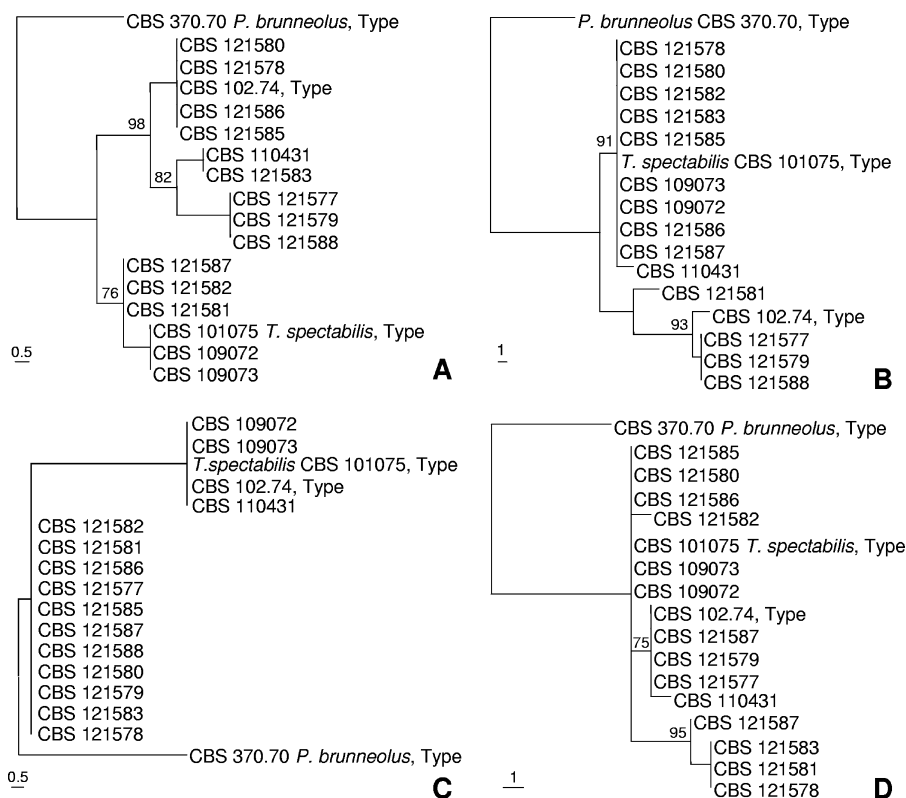 CBS 370.70 P. brunneolus, Type
CBS 121580
CBS 121578
CBS 102.74, Type
CBS 121586
CBS 121585
98
CBS 110431
CBS 121583
82
CBS 121577
CBS 121579
CBS 121588
CBS 121587
CBS 121582
76
CBS 121581
CBS 101075 T. spectabilis, Type
CBS 109072
CBS 109073
0.5
A
P. brunneolus CBS 370.70, Type
CBS 121578
CBS 121580
CBS 121582
CBS 121583
CBS 121585
91
T. spectabilis CBS 101075, Type
CBS 109073
CBS 109072
CBS 121586
CBS 121587
CBS 110431
CBS 121581
CBS 102.74, Type
93
CBS 121577
CBS 121579
CBS 121588
1
B
CBS 109072
CBS 109073
T.spectabilis CBS 101075, Type
CBS 102.74, Type
CBS 110431
CBS 121582
CBS 121581
CBS 121586
CBS 121577
CBS 121585
CBS 121587
CBS 121588
CBS 121580
CBS 121579
CBS 121583
CBS 121578
CBS 370.70 P. brunneolus, Type
0.5
C
CBS 370.70 P. brunneolus, Type
CBS 121585
CBS 121580
CBS 121586
CBS 121582
CBS 101075 T. spectabilis, Type
CBS 109073
CBS 109072
CBS 102.74, Type
CBS 121587
75
CBS 121579
CBS 121577
CBS 110431
CBS 121587
95
CBS 121583
CBS 121581
CBS 121578
1
D